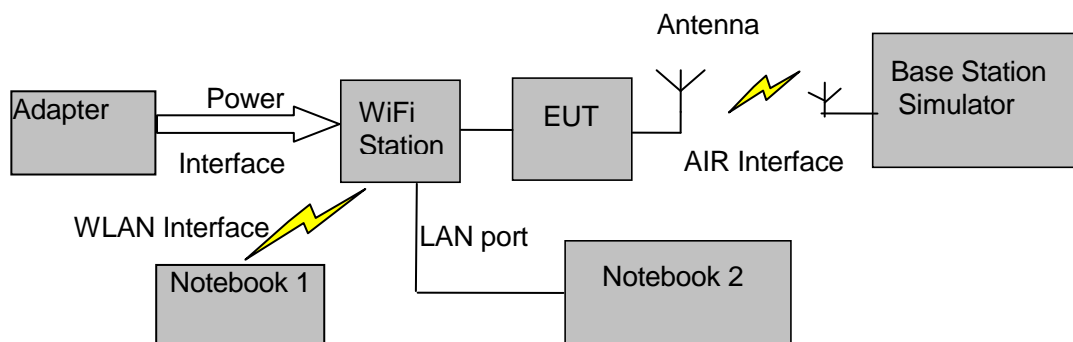 Antenna
Adapter
Power
Interface
WiFi
Station
EUT
AIR Interface
Base Station
Simulator
WLAN Interface
LAN port
Notebook 1
Notebook 2